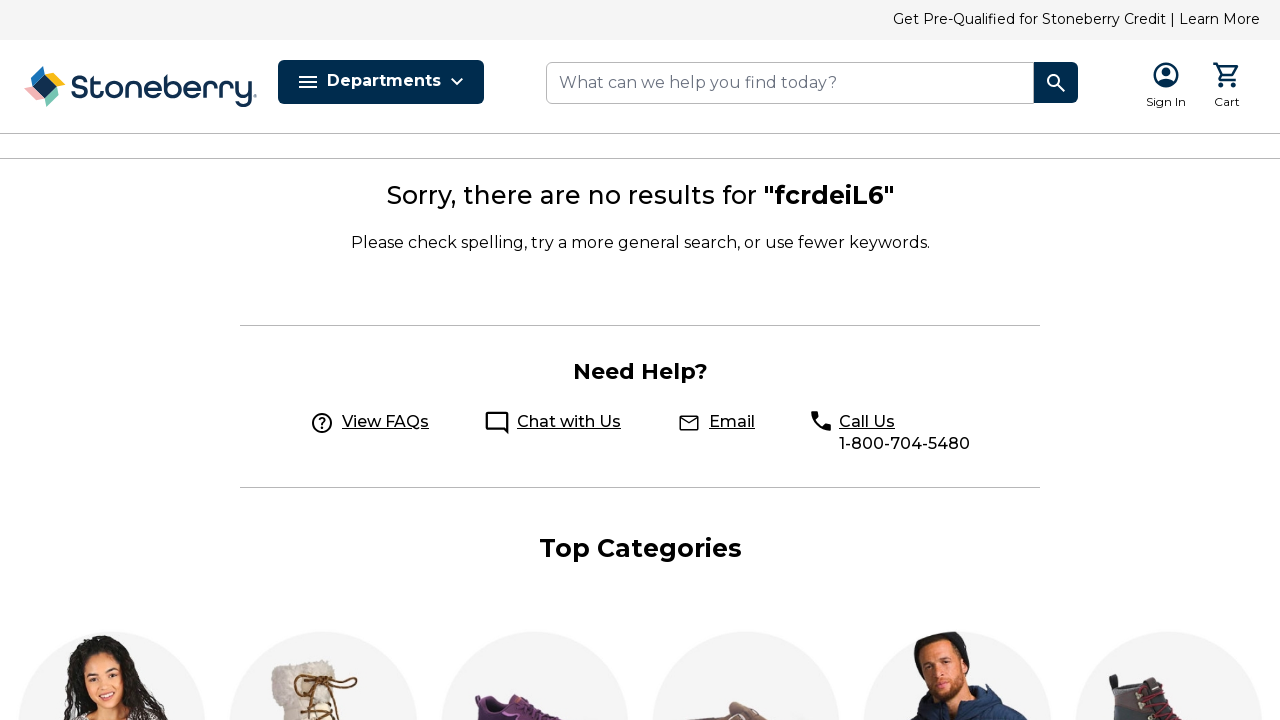 Get Pre-Qualified for Stoneberry Credit | Learn More
Stoneberry®
Departments
What can we help you find today?
Sign In
Cart
Sorry, there are no results for "fcrdeiL6"
Please check spelling, try a more general search, or use fewer keywords.
Need Help?
View FAQs
Chat with Us
Email
Call Us
1-800-704-5480
Top Categories